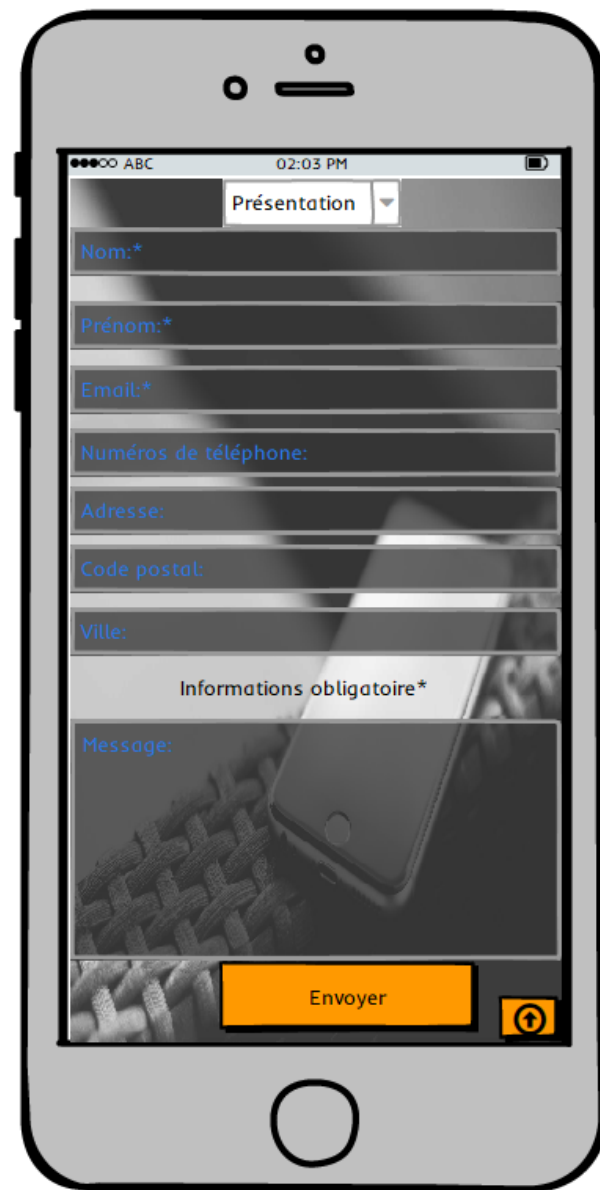 ABC 02:03 PM
Présentation
Nom:*
Prénom:*
Email:*
Numéros de téléphone:
Adresse:
Code postal:
Ville:
Informations obligatoire*
Message:
Envoyer